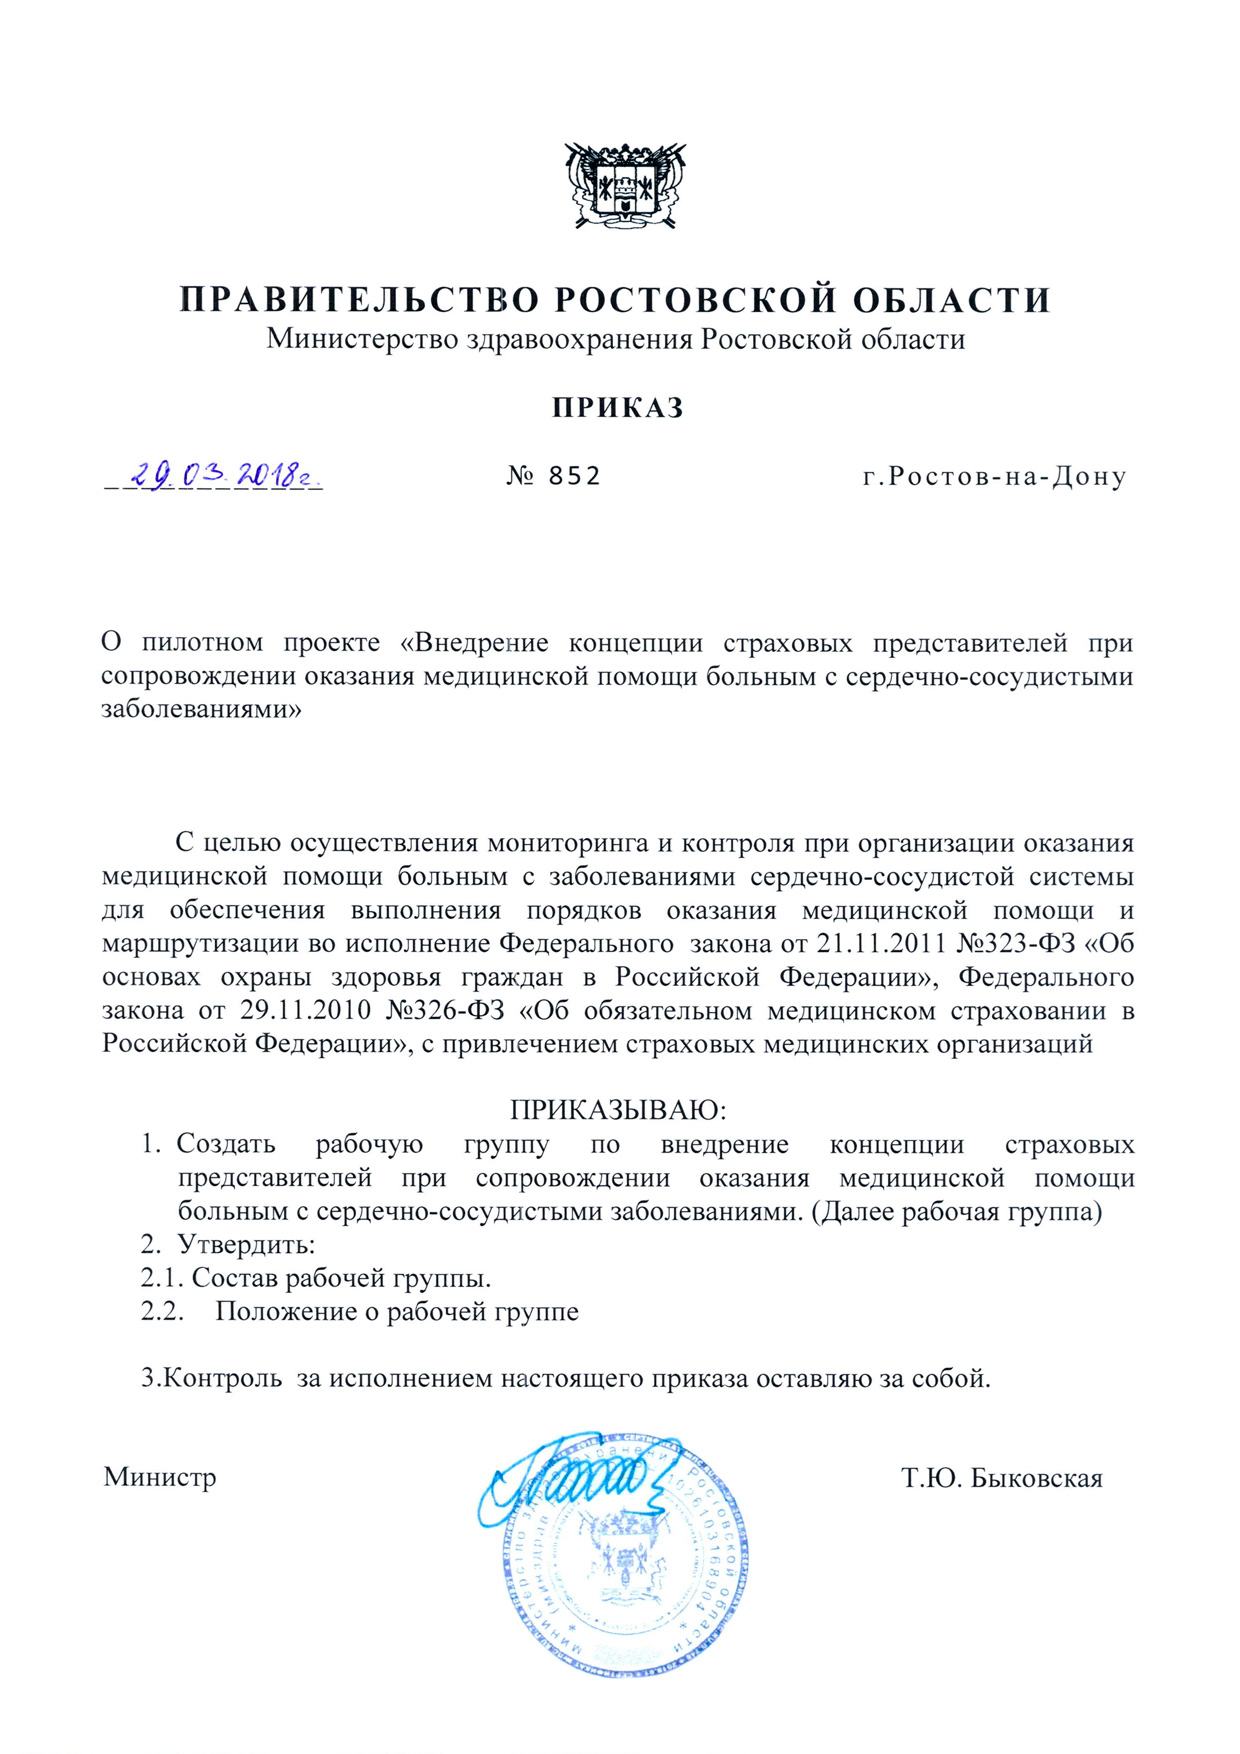 ПРАВИТЕЛЬСТВО РОСТОВСКОЙ ОБЛАСТИ
Министерство здравоохранения Ростовской области
ПРИКАЗ
29.03.2018г. № 852 г.Ростов-на-Дону
О пилотном проекте «Внедрение концепции страховых представителей при
сопровождении оказания медицинской помощи больным с сердечно-сосудистыми
заболеваниями»
С целью осуществления мониторинга и контроля при организации оказания
медицинской помощи больным с заболеваниями сердечно-сосудистой системы
для обеспечения выполнения порядков оказания медицинской помощи и
маршрутизации во исполнение Федерального закона от 21.11.2011 №323-ФЗ «Об
основах охраны здоровья граждан в Российской Федерации», Федерального
закона от 29.11.2010 №326-ФЗ «Об обязательном медицинском страховании в
Российской Федерации», с привлечением страховых медицинских организаций
ПРИКАЗЫВАЮ:
1. Создать рабочую группу по внедрение концепции страховых
представителей при сопровождении оказания медицинской помощи
больным с сердечно-сосудистыми заболеваниями. (Далее рабочая группа)
2. Утвердить:
2.1. Состав рабочей группы.
2.2. Положение о рабочей группе
3.Контроль за исполнением настоящего приказа оставляю за собой.
Министр Т.Ю. Быковская
Министерство здравоохранения Ростовской области
(минздрав 1026103168904